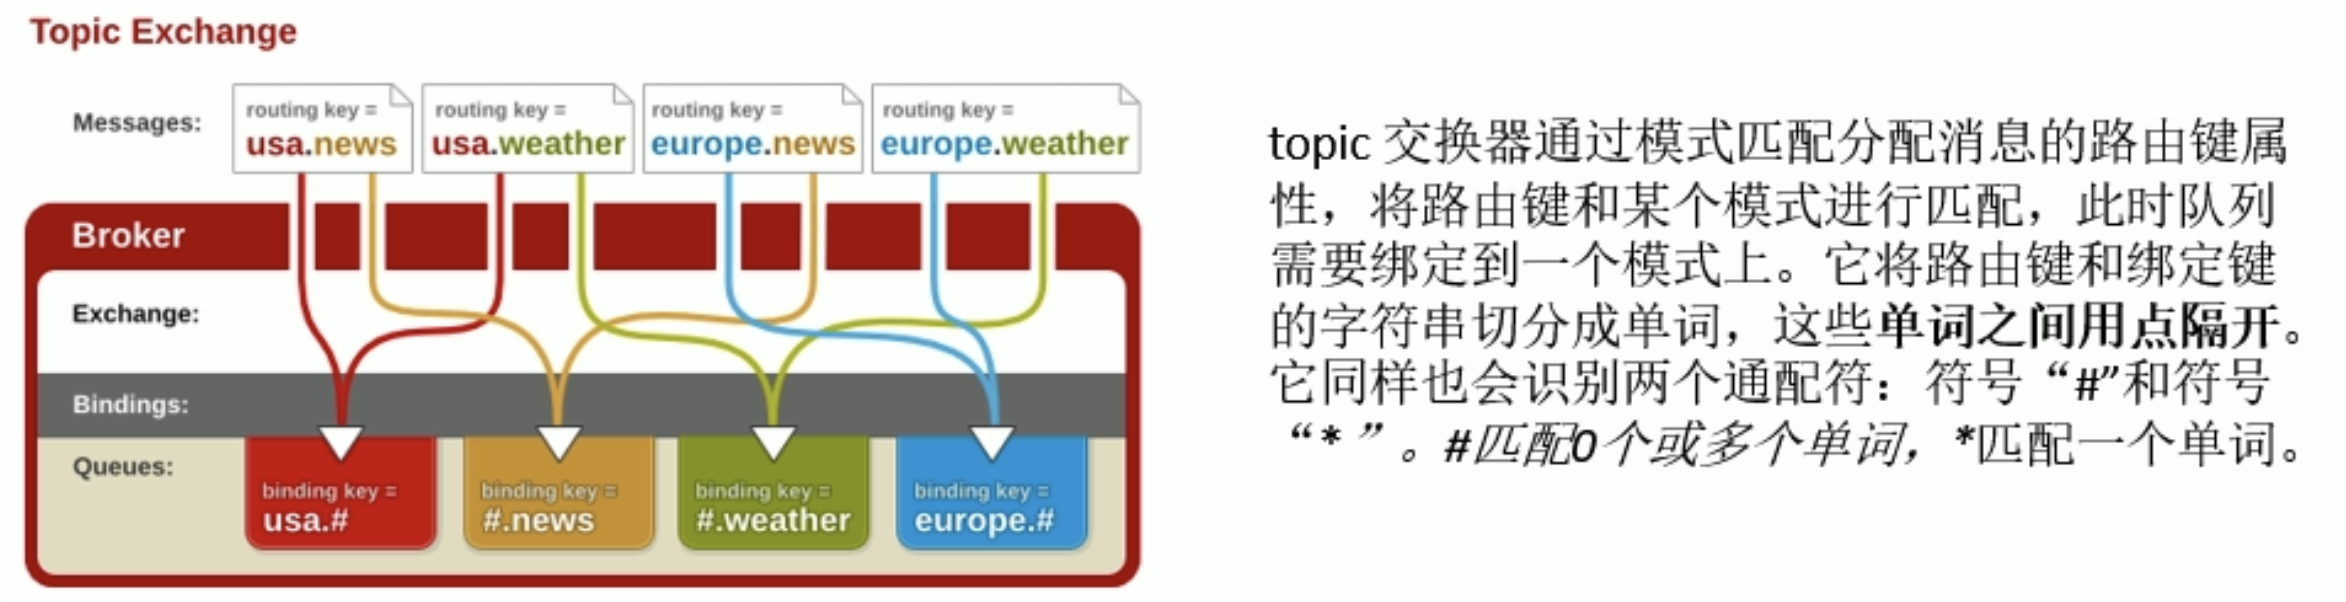 Topic Exchange
Messages:
routing key =
usa.news
routing key =
usa.weather
routing key =
europe.news
routing key =
europe.weather
Broker
Exchange:
Bindings:
Queues:
binding key =
usa.#
binding key =
#.news
binding key =
#.weather
binding key =
europe.#
topic 交换器通过模式匹配分配消息的路由键属
性，将路由键和某个模式进行匹配，此时队列
需要绑定到一个模式上。它将路由键和绑定键
的字符串切分成单词，这些单词之间用点隔开。
它同样也会识别两个通配符：符号“#”和符号
“*”。#匹配0个或多个单词，*匹配一个单词。